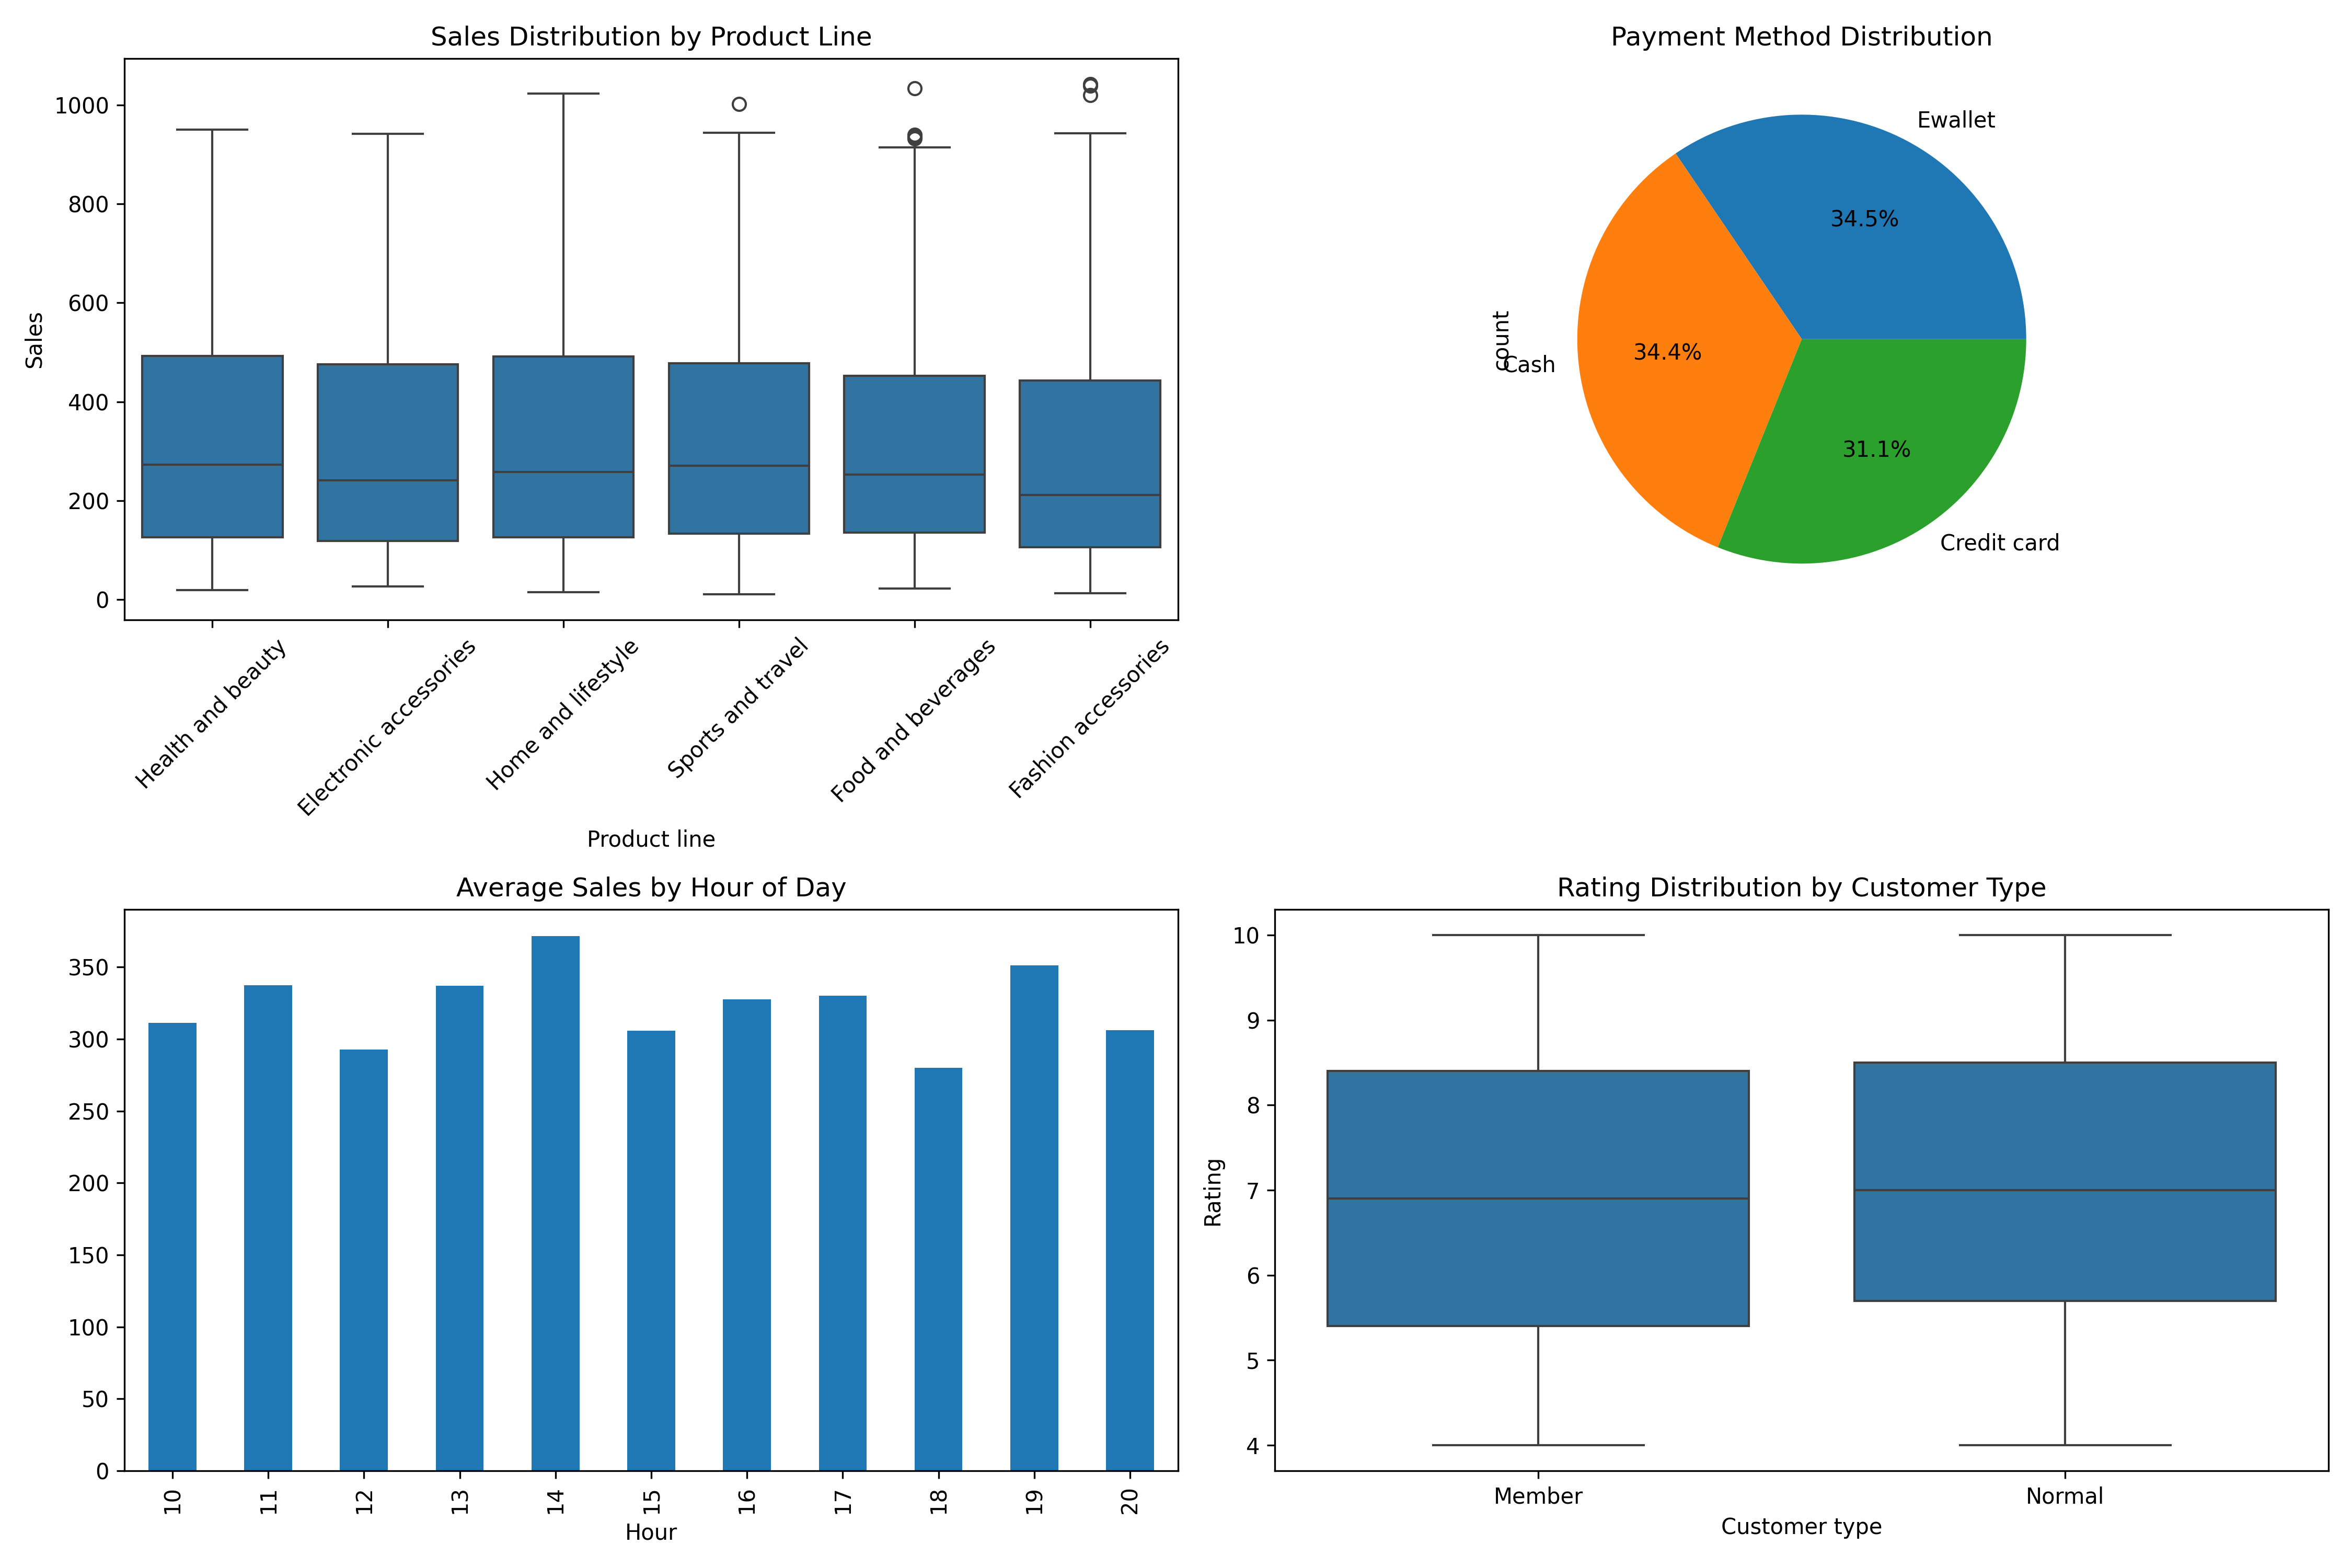 Sales Distribution by Product Line
Sales
1000
800
600
400
200
0
Health and beauty
Electronic accessories
Home and lifestyle
Sports and travel
Food and beverages
Fashion accessories
Product line
Payment Method Distribution
count
Ewallet
34.5%
Cash
34.4%
Credit card
31.1%
Average Sales by Hour of Day
350
300
250
200
150
100
50
0
10 11 12 13 14 15 16 17 18 19 20
Hour
Rating Distribution by Customer Type
Rating
10
9
8
7
6
5
4
Member Normal
Customer type